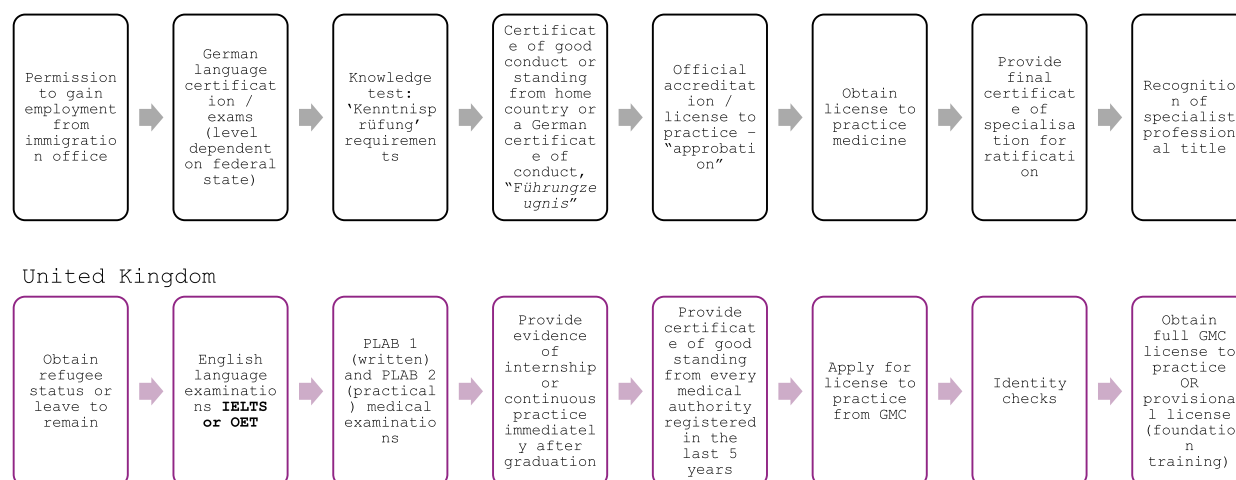 Permission
to gain
employment
from
immigratio
n office
German
language
certificat
ion /
exams
(level
dependent
on federal
state)
Knowledge
test:
‘Kenntnisp
rüfung’
requiremen
ts
Certificat
e of good
conduct or
standing
from home
country or
a German
certificat
e of
conduct,
“Führungze
ugnis”
Official
accreditat
ion /
license to
practice –
“approbati
on”
Obtain
license to
practice
medicine
Provide
final
certificat
e of
specialisa
tion for
ratificati
on
Recognitio
n of
specialist
profession
al title
United Kingdom
Obtain
refugee
status or
leave to
remain
English
language
examinatio
ns IELTS
or OET
PLAB 1
(written)
and PLAB 2
(practical
) medical
examinatio
ns
Provide
evidence
of
internship
or
continuous
practice
immediatel
y after
graduation
Provide
certificat
e of good
standing
from every
medical
authority
registered
in the
last 5
years
Apply for
license to
practice
from GMC
Identity
checks
Obtain
full GMC
license to
practice
OR
provisiona
l license
(foundatio
n
training)